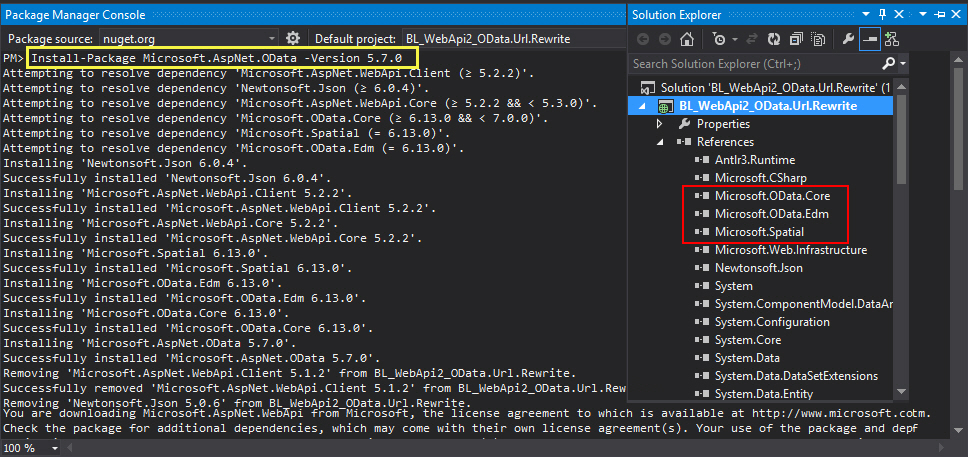 Package Manager Console
Package source: nuget.org
Default project: BL_WebApi2_OData.Url.Rewrite
PM> Install-Package Microsoft.AspNet.OData -Version 5.7.0
Attempting to resolve dependency 'Microsoft.AspNet.WebApi.Client (≥ 5.2.2)'.
Attempting to resolve dependency 'Newtonsoft.Json (≥ 6.0.4)'.
Attempting to resolve dependency 'Microsoft.AspNet.WebApi.Core (≥ 5.2.2 && < 5.3.0)'.
Attempting to resolve dependency 'Microsoft.OData.Core (≥ 6.13.0 && < 7.0.0)'.
Attempting to resolve dependency 'Microsoft.Spatial (= 6.13.0)'.
Attempting to resolve dependency 'Microsoft.OData.Edm (= 6.13.0)'.
Installing 'Newtonsoft.Json 6.0.4'.
Successfully installed 'Newtonsoft.Json 6.0.4'.
Installing 'Microsoft.AspNet.WebApi.Client 5.2.2'.
Successfully installed 'Microsoft.AspNet.WebApi.Client 5.2.2'.
Installing 'Microsoft.AspNet.WebApi.Core 5.2.2'.
Successfully installed 'Microsoft.AspNet.WebApi.Core 5.2.2'.
Installing 'Microsoft.Spatial 6.13.0'.
Successfully installed 'Microsoft.Spatial 6.13.0'.
Installing 'Microsoft.OData.Edm 6.13.0'.
Successfully installed 'Microsoft.OData.Edm 6.13.0'.
Installing 'Microsoft.OData.Core 6.13.0'.
Successfully installed 'Microsoft.OData.Core 6.13.0'.
Installing 'Microsoft.AspNet.OData 5.7.0'.
Successfully installed 'Microsoft.AspNet.OData 5.7.0'.
Removing 'Microsoft.AspNet.WebApi.Client 5.1.2' from BL_WebApi2_OData.Url.Rewrite.
Successfully removed 'Microsoft.AspNet.WebApi.Client 5.1.2' from BL_WebApi2_OData.Url.Rew
Removing 'Newtonsoft.Json 5.0.6' from BL_WebApi2_OData.Url.Rewrite.
You are downloading Microsoft.AspNet.WebApi from Microsoft, the license agreement to which is available at http://www.microsoft.com.
Check the package for additional dependencies, which may come with their own license agreement(s). Your use of the package and dep
100 %
Solution Explorer
Search Solution Explorer (Ctrl+;)
Solution 'BL_WebApi2_OData.Url.Rewrite' (1
BL_WebApi2_OData.Url.Rewrite
Properties
References
Antlr3.Runtime
Microsoft.CSharp
Microsoft.OData.Core
Microsoft.OData.Edm
Microsoft.Spatial
Microsoft.Web.Infrastructure
Newtonsoft.Json
System
System.ComponentModel.DataAn
System.Configuration
System.Core
System.Data
System.Data.DataSetExtensions
System.Data.Entity